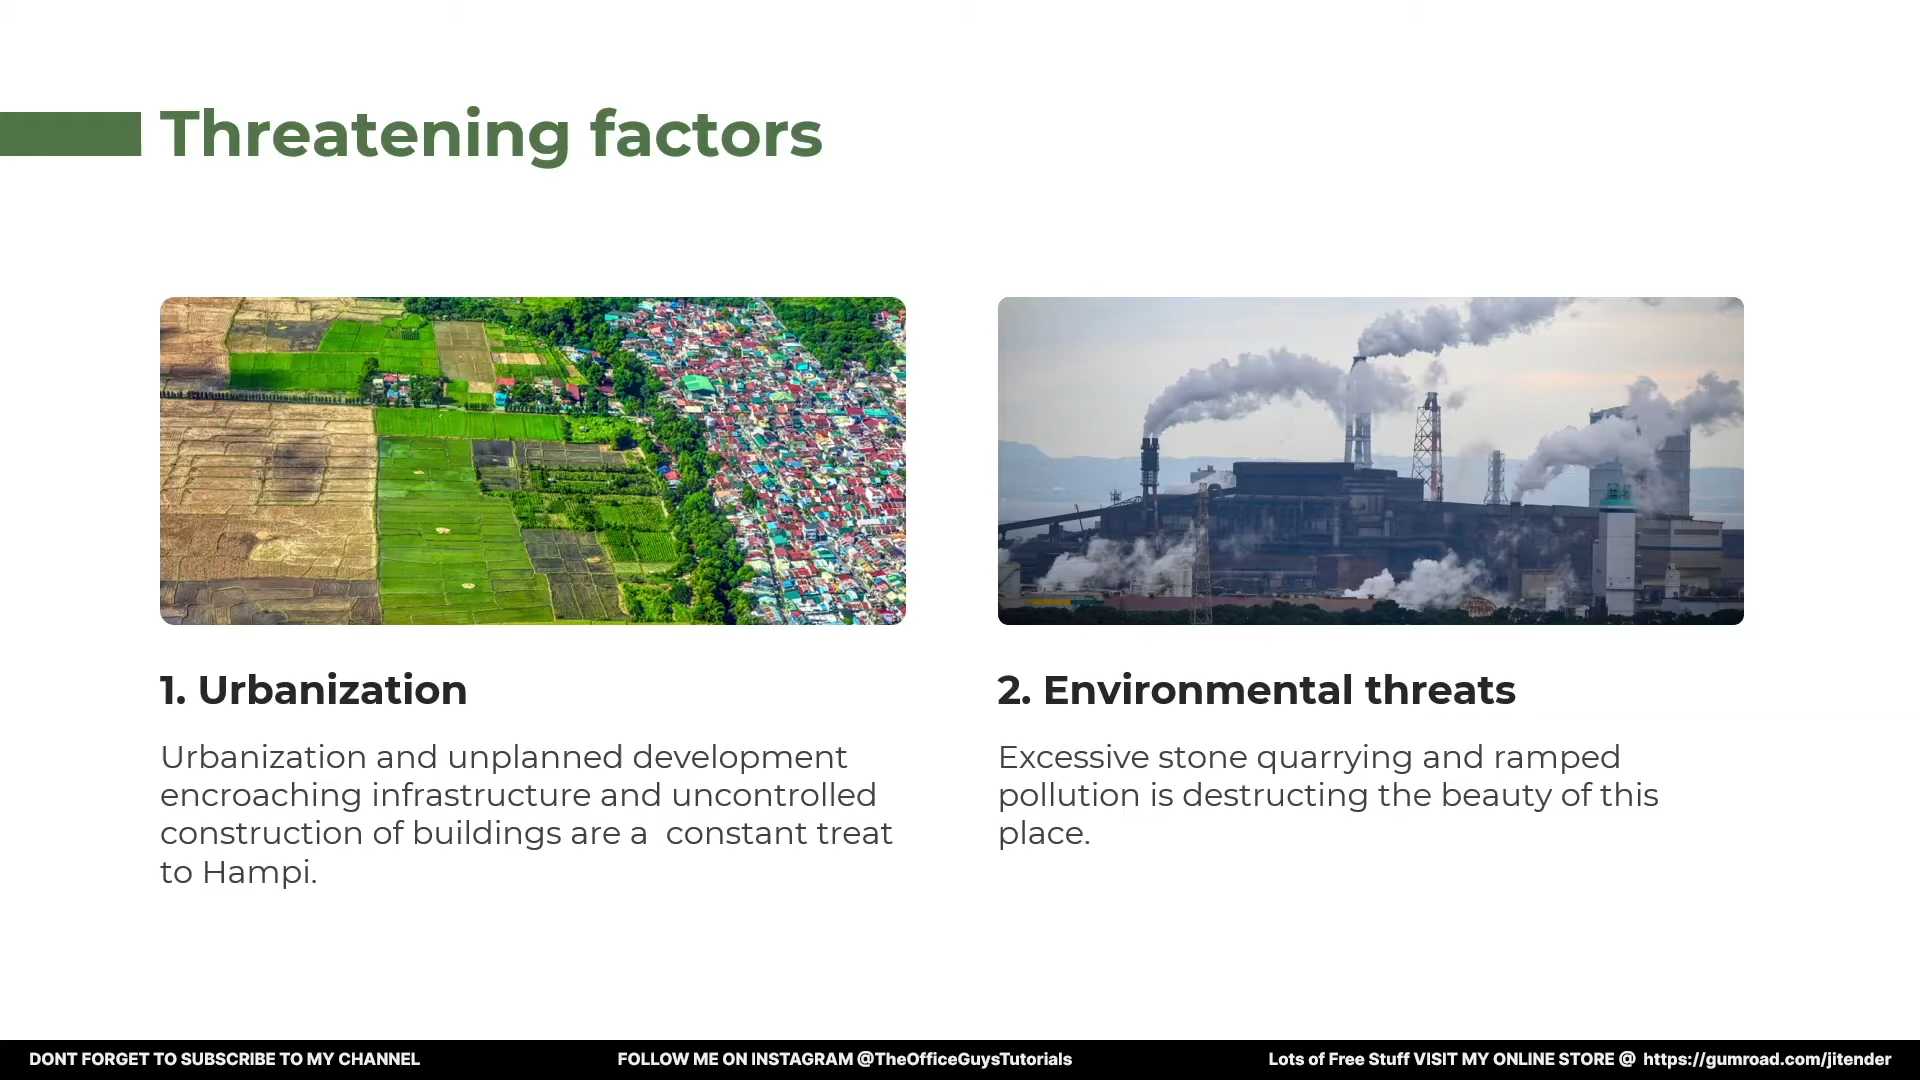 Threatening factors
1. Urbanization
Urbanization and unplanned development
encroaching infrastructure and uncontrolled
construction of buildings are a  constant treat
to Hampi.
2. Environmental threats
Excessive stone quarrying and ramped
pollution is destructing the beauty of this
place.
DONT FORGET TO SUBSCRIBE TO MY CHANNEL
FOLLOW ME ON INSTAGRAM @TheOfficeGuysTutorials
Lots of Free Stuff VISIT MY ONLINE STORE @ https://gumroad.com/jitender